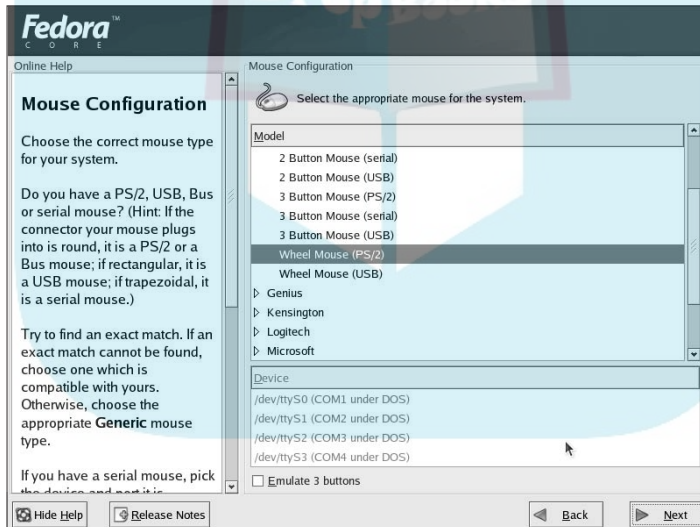 Fedora™
CORE
Online Help
Mouse Configuration
Choose the correct mouse type
for your system.
Do you have a PS/2, USB, Bus
or serial mouse? (Hint: If the
connector your mouse plugs
into is round, it is a PS/2 or a
Bus mouse; if rectangular, it is
a USB mouse; if trapezoidal, it
is a serial mouse.)
Try to find an exact match. If an
exact match cannot be found,
choose one which is
compatible with yours.
Otherwise, choose the
appropriate Generic mouse
type.
If you have a serial mouse, pick
the device and port it is
Mouse Configuration
Select the appropriate mouse for the system.
Model
2 Button Mouse (serial)
2 Button Mouse (USB)
3 Button Mouse (PS/2)
3 Button Mouse (serial)
3 Button Mouse (USB)
Wheel Mouse (PS/2)
Wheel Mouse (USB)
Genius
Kensington
Logitech
Microsoft
Device
/dev/ttyS0 (COM1 under DOS)
/dev/ttyS1 (COM2 under DOS)
/dev/ttyS2 (COM3 under DOS)
/dev/ttyS3 (COM4 under DOS)
Emulate 3 buttons
Hide Help
Release Notes
Back
Next